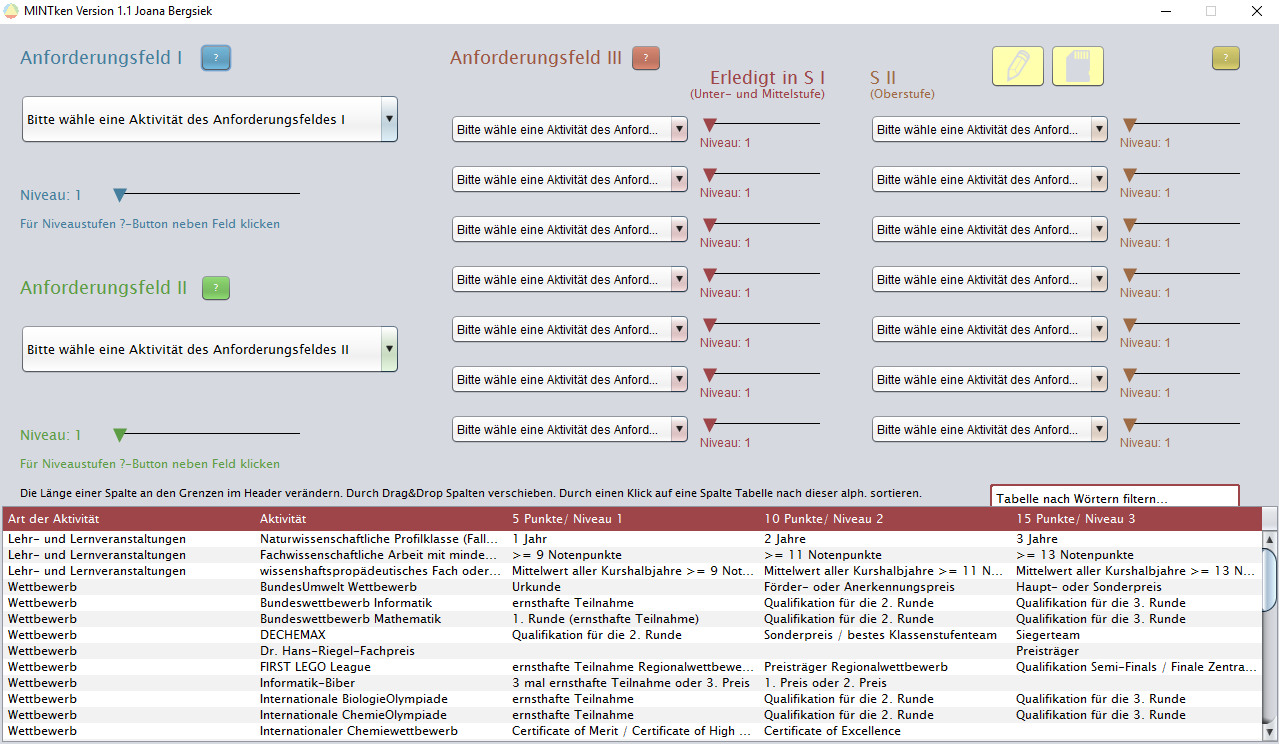 MINTken Version 1.1 Joana Bergsiek
Anforderungsfeld I ?
Bitte wähle eine Aktivität des Anforderungsfeldes I
Niveau: 1
Für Niveaustufen ?-Button neben Feld klicken
Anforderungsfeld II ?
Bitte wähle eine Aktivität des Anforderungsfeldes II
Niveau: 1
Für Niveaustufen ?-Button neben Feld klicken
Anforderungsfeld III ?
Erledigt in S I
(Unter- und Mittelstufe)
Bitte wähle eine Aktivität des Anford...
Niveau: 1
Bitte wähle eine Aktivität des Anford...
Niveau: 1
Bitte wähle eine Aktivität des Anford...
Niveau: 1
Bitte wähle eine Aktivität des Anford...
Niveau: 1
Bitte wähle eine Aktivität des Anford...
Niveau: 1
Bitte wähle eine Aktivität des Anford...
Niveau: 1
Bitte wähle eine Aktivität des Anford...
Niveau: 1
?
S II
(Oberstufe)
Bitte wähle eine Aktivität des Anford...
Niveau: 1
Bitte wähle eine Aktivität des Anford...
Niveau: 1
Bitte wähle eine Aktivität des Anford...
Niveau: 1
Bitte wähle eine Aktivität des Anford...
Niveau: 1
Bitte wähle eine Aktivität des Anford...
Niveau: 1
Bitte wähle eine Aktivität des Anford...
Niveau: 1
Bitte wähle eine Aktivität des Anford...
Niveau: 1
Die Länge einer Spalte an den Grenzen im Header verändern. Durch Drag&Drop Spalten verschieben. Durch einen Klick auf eine Spalte Tabelle nach dieser alph. sortieren.
Tabelle nach Wörtern filtern...
Art der Aktivität Aktivität 5 Punkte/ Niveau 1 10 Punkte/ Niveau 2 15 Punkte/ Niveau 3
Lehr- und Lernveranstaltungen Naturwissenschaftliche Profilklasse (Fall... 1 Jahr 2 Jahre 3 Jahre
Lehr- und Lernveranstaltungen Fachwissenschaftliche Arbeit mit minde... >= 9 Notenpunkte >= 11 Notenpunkte >= 13 Notenpunkte
Lehr- und Lernveranstaltungen wissenshaftspropädeutisches Fach oder... Mittelwert aller Kurshalbjahre >= 9 Not... Mittelwert aller Kurshalbjahre >= 11 N... Mittelwert aller Kurshalbjahre >= 13 N...
Wettbewerb BundesUmwelt Wettbewerb Urkunde Förder- oder Anerkennungspreis Haupt- oder Sonderpreis
Wettbewerb Bundeswettbewerb Informatik ernsthafte Teilnahme Qualifikation für die 2. Runde Qualifikation für die 3. Runde
Wettbewerb Bundeswettbewerb Mathematik 1. Runde (ernsthafte Teilnahme) Qualifikation für die 2. Runde Qualifikation für die 3. Runde
Wettbewerb DECHEMAX Qualifikation für die 2. Runde Sonderpreis / bestes Klassenstufenteam Siegerteam
Wettbewerb Dr. Hans-Riegel-Fachpreis Preisträger
Wettbewerb FIRST LEGO League ernsthafte Teilnahme Regionalwettbewe... Preisträger Regionalwettbewerb Qualifikation Semi-Finals / Finale Zentra...
Wettbewerb Informatik-Biber 3 mal ernsthafte Teilnahme oder 3. Preis 1. Preis oder 2. Preis
Wettbewerb Internationale BiologieOlympiade ernsthafte Teilnahme Qualifikation für die 2. Runde Qualifikation für die 3. Runde
Wettbewerb Internationale ChemieOlympiade ernsthafte Teilnahme Qualifikation für die 2. Runde Qualifikation für die 3. Runde
Wettbewerb Internationaler Chemiewettbewerb Certificate of Merit / Certificate of High ... Certificate of Excellence